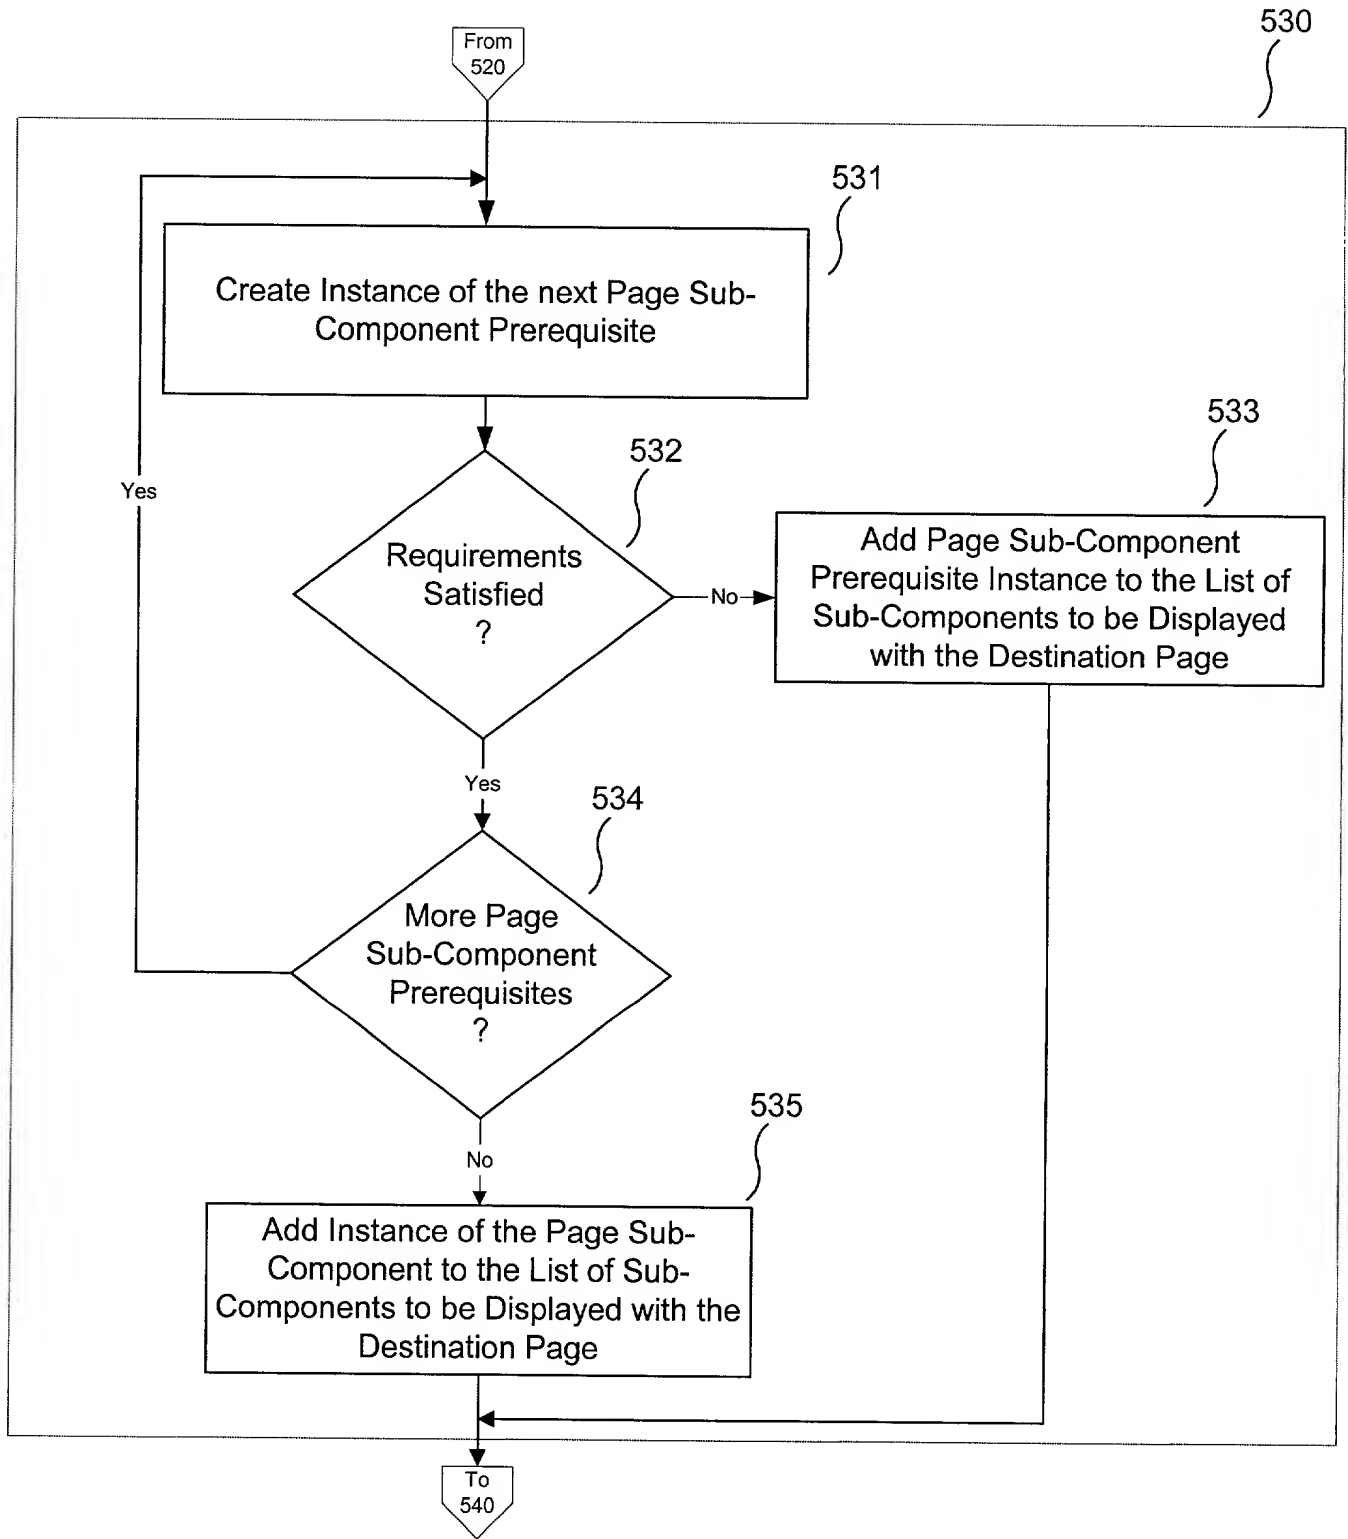 530
From
520
531
Create Instance of the next Page Sub-
Component Prerequisite
532
533
Yes
Requirements
Satisfied
?
No
Add Page Sub-Component
Prerequisite Instance to the List of
Sub-Components to be Displayed
with the Destination Page
Yes
534
More Page
Sub-Component
Prerequisites
?
No
535
Add Instance of the Page Sub-
Component to the List of Sub-
Components to be Displayed with the
Destination Page
To
540